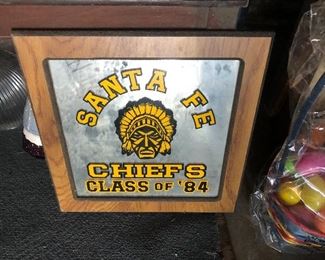 SANTA FE
CHIEFS
CLASS OF '84